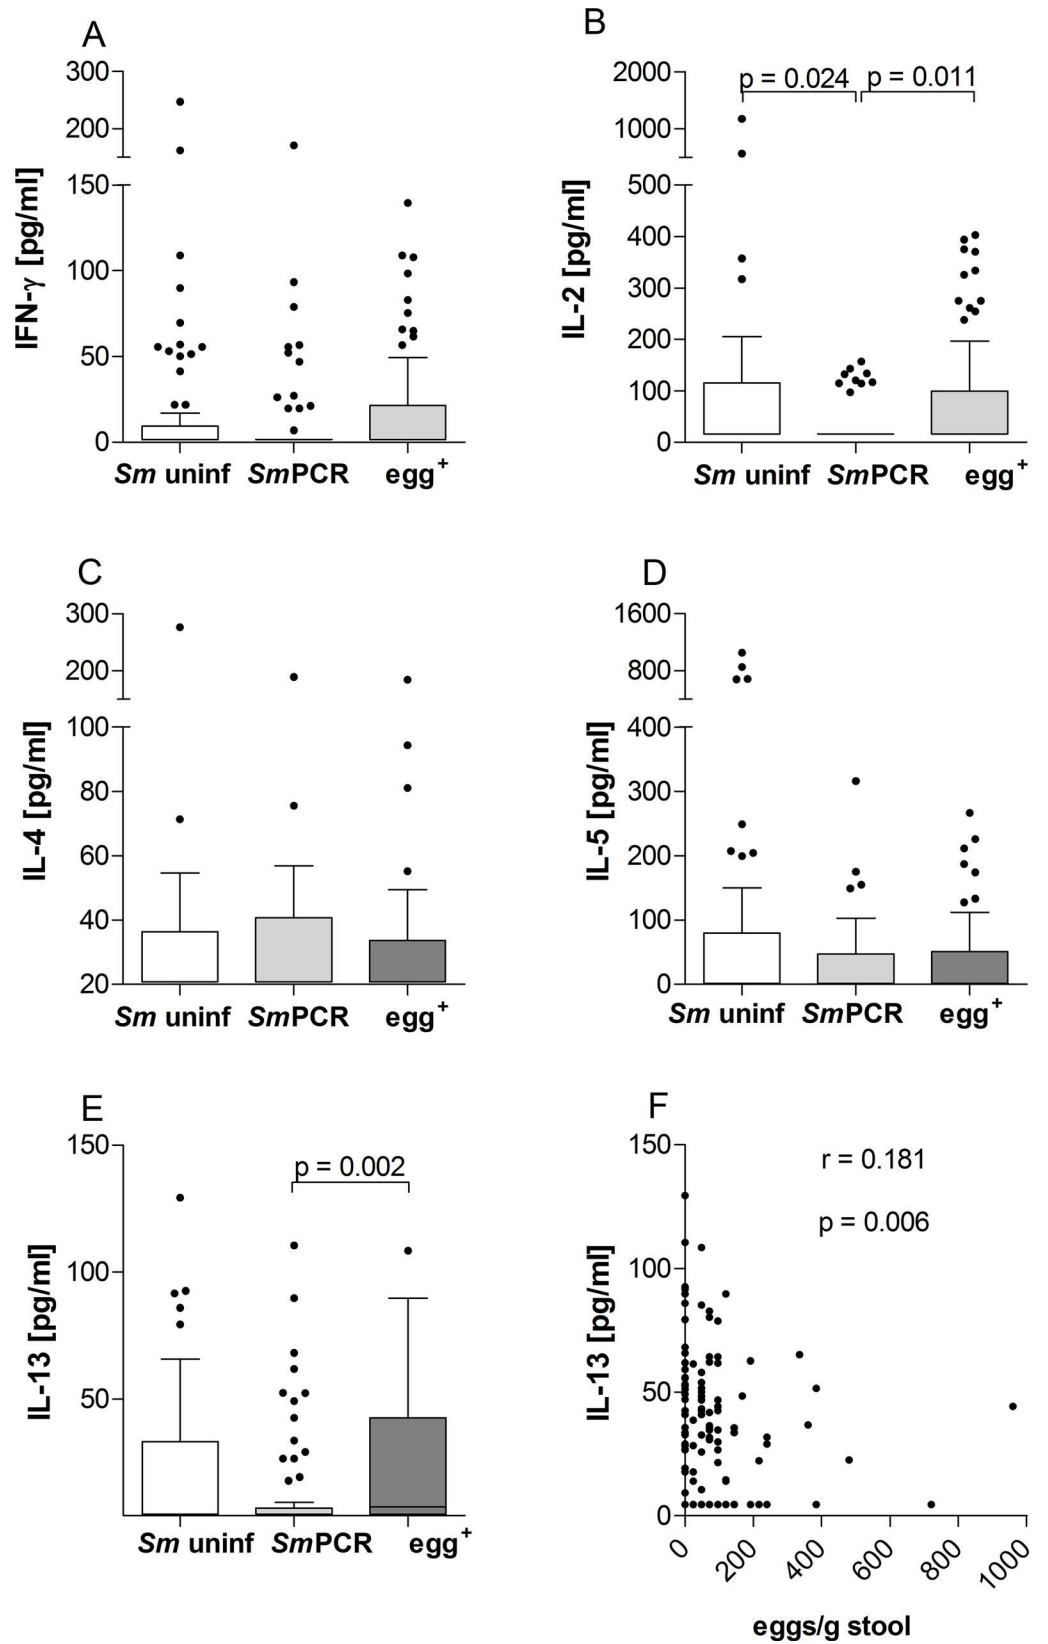 A
IFN-γ [pg/ml]
300
200
150
100
50
0
Sm uninf SmPCR egg+
B
IL-2 [pg/ml]
2000
1000
500
400
300
200
100
0
p = 0.024 p = 0.011
Sm uninf SmPCR egg+
C
IL-4 [pg/ml]
300
200
100
80
60
40
20
Sm uninf SmPCR egg+
D
IL-5 [pg/ml]
1600
800
400
300
200
100
0
Sm uninf SmPCR egg+
E
IL-13 [pg/ml]
150
100
50
p = 0.002
Sm uninf SmPCR egg+
F
IL-13 [pg/ml]
150
100
50
0
r = 0.181
p = 0.006
0 200 400 600 800 1000
eggs/g stool